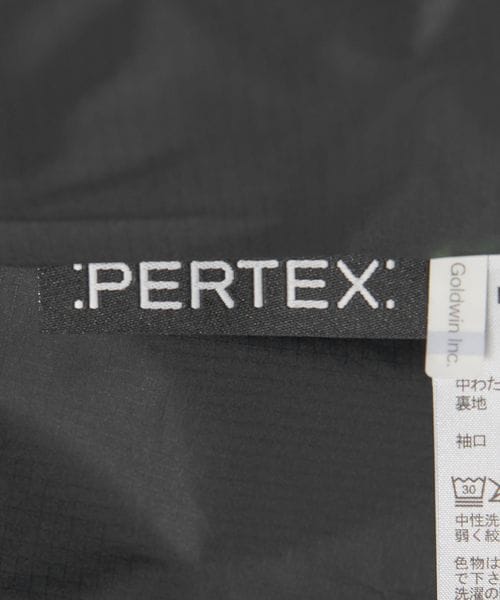 :PERTEX:
Goldwin Inc.
中わた
裏地
袖口
30
中性洗
弱く絞
色物は
で下さ
洗濯の